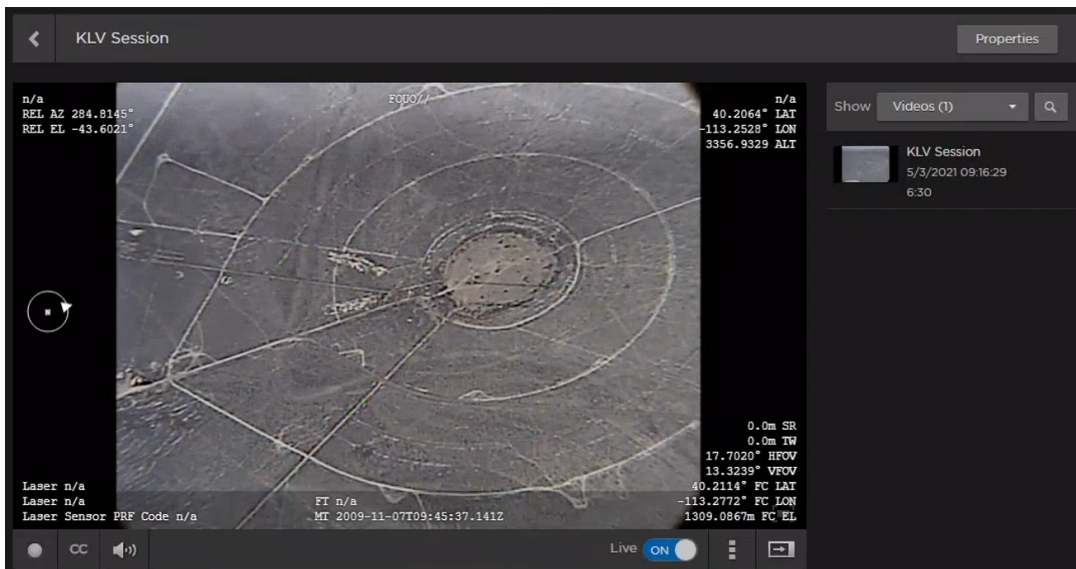 KLV Session
Properties
n/a
REL AZ 284.8145°
REL EL -43.6021°
FOUO//
n/a
40.2064° LAT
-113.2528° LON
3356.9329 ALT
Show Videos (1)
KLV Session
5/3/2021 09:16:29
6:30
0.0m SR
0.0m TW
17.7020° HFOV
13.3239° VFOV
40.2114° FC LAT
-113.2772° FC LON
1309.0867m FC EL
Laser n/a
Laser n/a
Laser Sensor PRF Code n/a
FT n/a
MT 2009-11-07T09:45:37.141Z
CC
Live ON